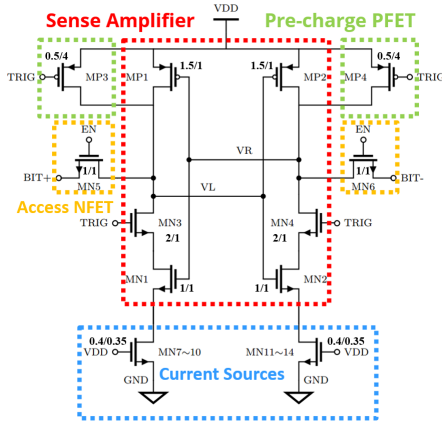 Sense Amplifier
VDD
Pre-charge PFET
0.5/4
1.5/1
1.5/1
0.5/4
TRIG
MP3
MP1
MP2
MP4
TRIG
EN
EN
VR
BIT+
1/1
MN5
VL
1/1
MN6
BIT-
Access NFET
TRIG
MN3
2/1
MN4
2/1
TRIG
MN1
1/1
1/1
MN2
0.4/0.35
VDD
MN7~10
MN11~14
0.4/0.35
VDD
GND
Current Sources
GND